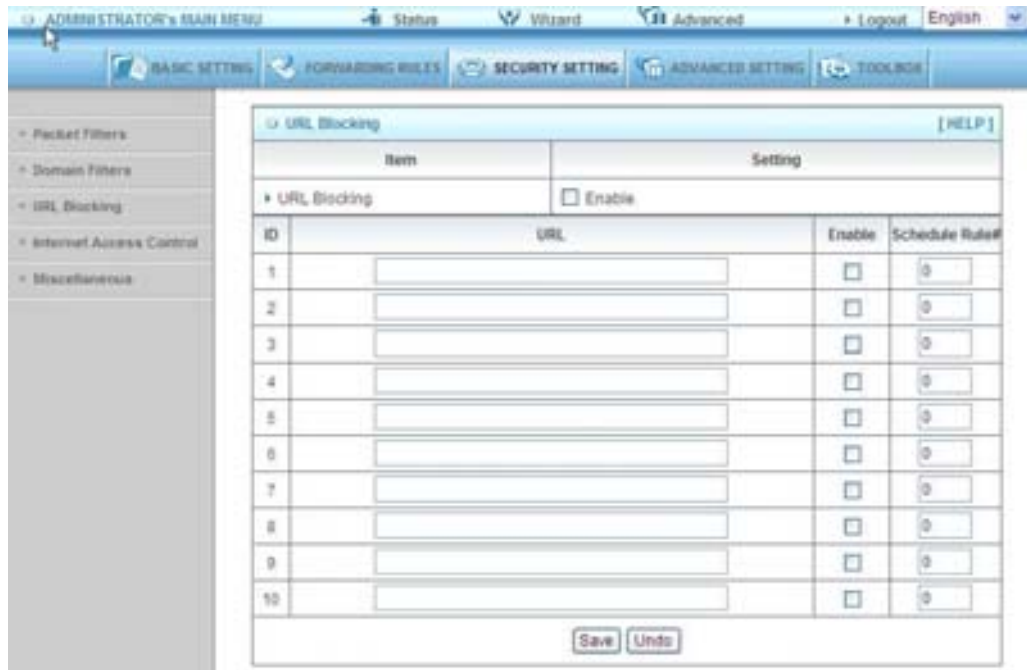 ADMINISTRATOR's MAIN MENU Status Wizard Advanced Logout English
BASIC SETTING FORWARDING RULES SECURITY SETTING ADVANCED SETTING TOOLBOX
Packet Filters
Domain Filters
URL Blocking
Internet Access Control
Miscellaneous
URL Blocking [HELP]
Item Setting
URL Blocking Enable
ID URL Enable Schedule Rule#
1 0
2 0
3 0
4 0
5 0
6 0
7 0
8 0
9 0
10 0
Save Undo